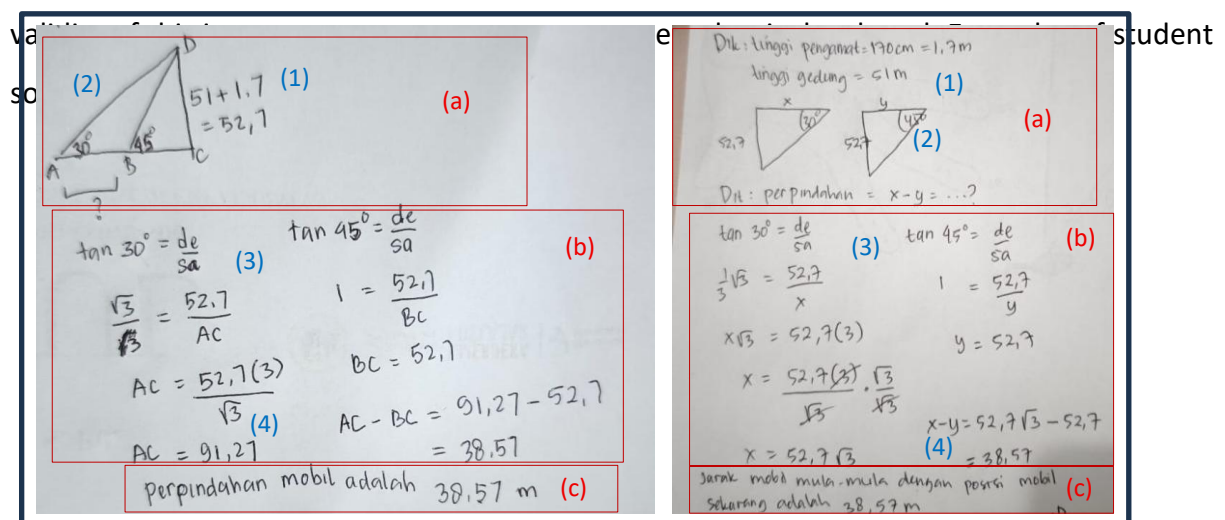 student
(2)
D
51 + 1.7
= 52,7
(1)
(a)
30°
45°
A
B
C
?
tan 30° = de/sa
(3)
√3/3 = 52,7/AC
AC = 52,7(3)/√3
(4)
AC = 91,27
tan 45° = de/sa
(b)
1 = 52,7/BC
BC = 52,7
AC - BC = 91,27 - 52,7
= 38,57
perpindahan mobil adalah 38,57 m (c)
Dik : tinggi pengamat = 170 cm = 1,7 m
tinggi gedung = 51 m
(1)
(a)
x
30°
52,7
y
45°
52,7
(2)
Dit : perpindahan = x - y = ...?
tan 30° = de/sa
(3)
1/3 √3 = 52,7/x
x√3 = 52,7(3)
x = 52,7(3)/√3 . √3/√3
x = 52,7 √3
tan 45° = de/sa
(b)
1 = 52,7/y
y = 52,7
x-y = 52,7√3 - 52,7
(4)
= 38,57
jarak mobil mula-mula dengan posisi mobil
(c)
sekarang adalah 38,57 m